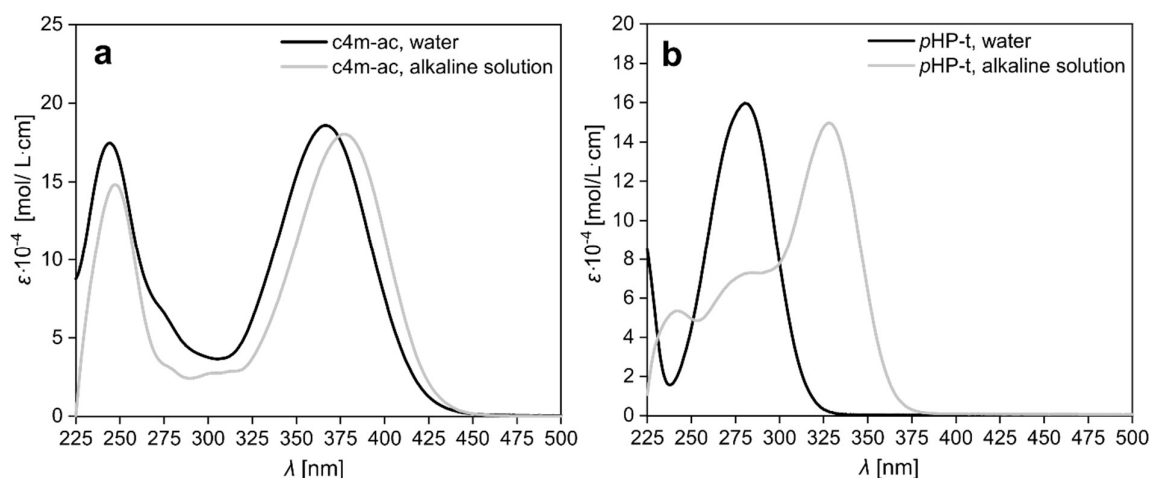 a
c4m-ac, water
c4m-ac, alkaline solution
25
20
15
10
5
0
ε·10⁻⁴ [mol/ L·cm]
225 250 275 300 325 350 375 400 425 450 475 500
λ [nm]
b
pHP-t, water
pHP-t, alkaline solution
20
18
16
14
12
10
8
6
4
2
0
ε·10⁻⁴ [mol/L·cm]
225 250 275 300 325 350 375 400 425 450 475 500
λ [nm]